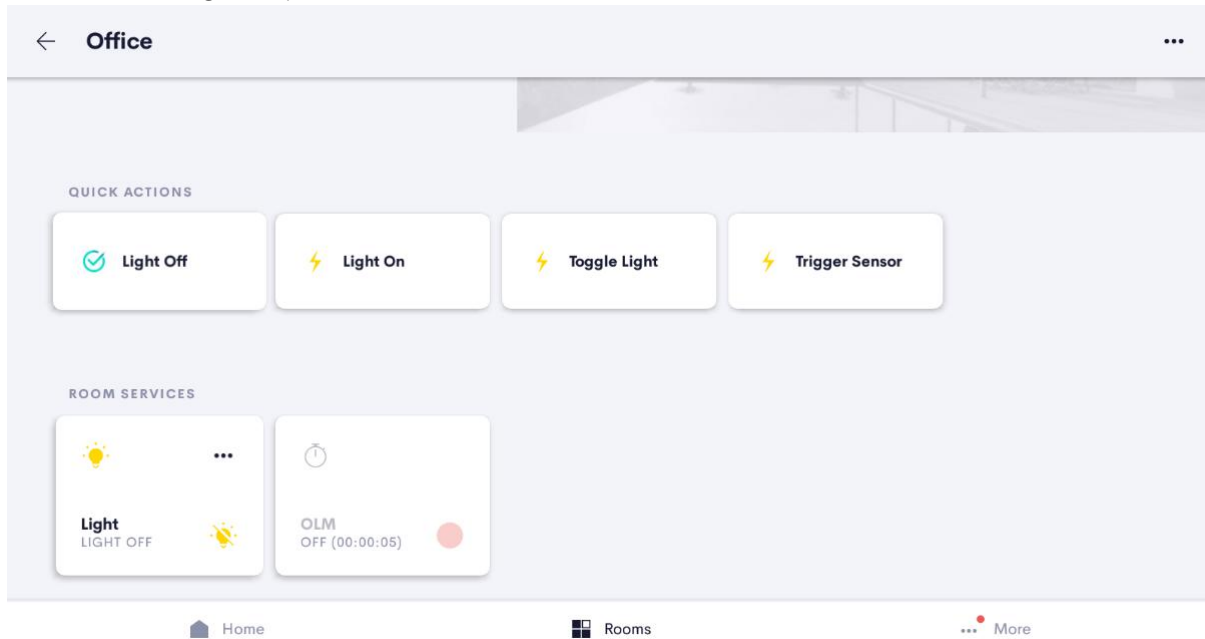 Office
QUICK ACTIONS
Light Off
Light On
Toggle Light
Trigger Sensor
ROOM SERVICES
Light
LIGHT OFF
OLM
OFF (00:00:05)
Home
Rooms
More